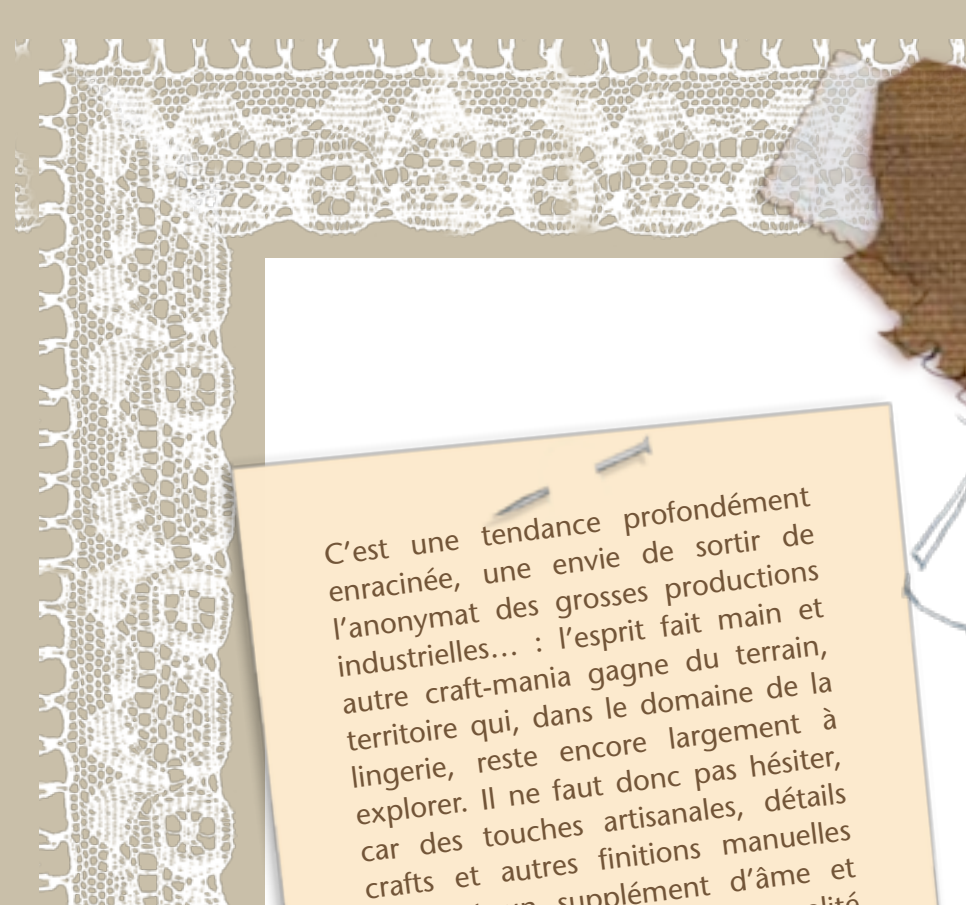 C’est une tendance profondément
enracinée, une envie de sortir de
l’anonymat des grosses productions
industrielles… : l’esprit fait main et
autre craft-mania gagne du terrain,
territoire qui, dans le domaine de la
lingerie, reste encore largement à
explorer. Il ne faut donc pas hésiter,
car des touches artisanales, détails
crafts et autres finitions manuelles
supplément d’âme et